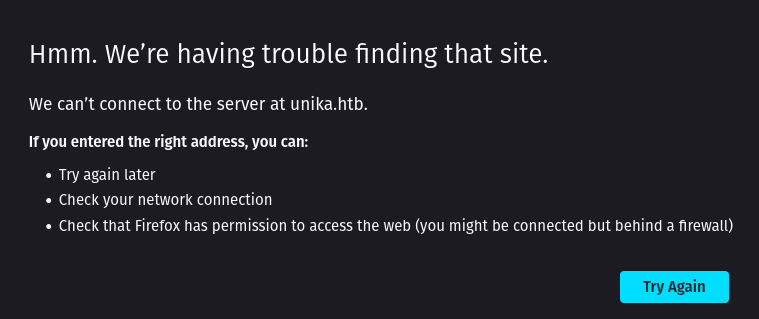 Hmm. We’re having trouble finding that site.
We can’t connect to the server at unika.htb.
If you entered the right address, you can:
• Try again later
• Check your network connection
• Check that Firefox has permission to access the web (you might be connected but behind a firewall)
Try Again